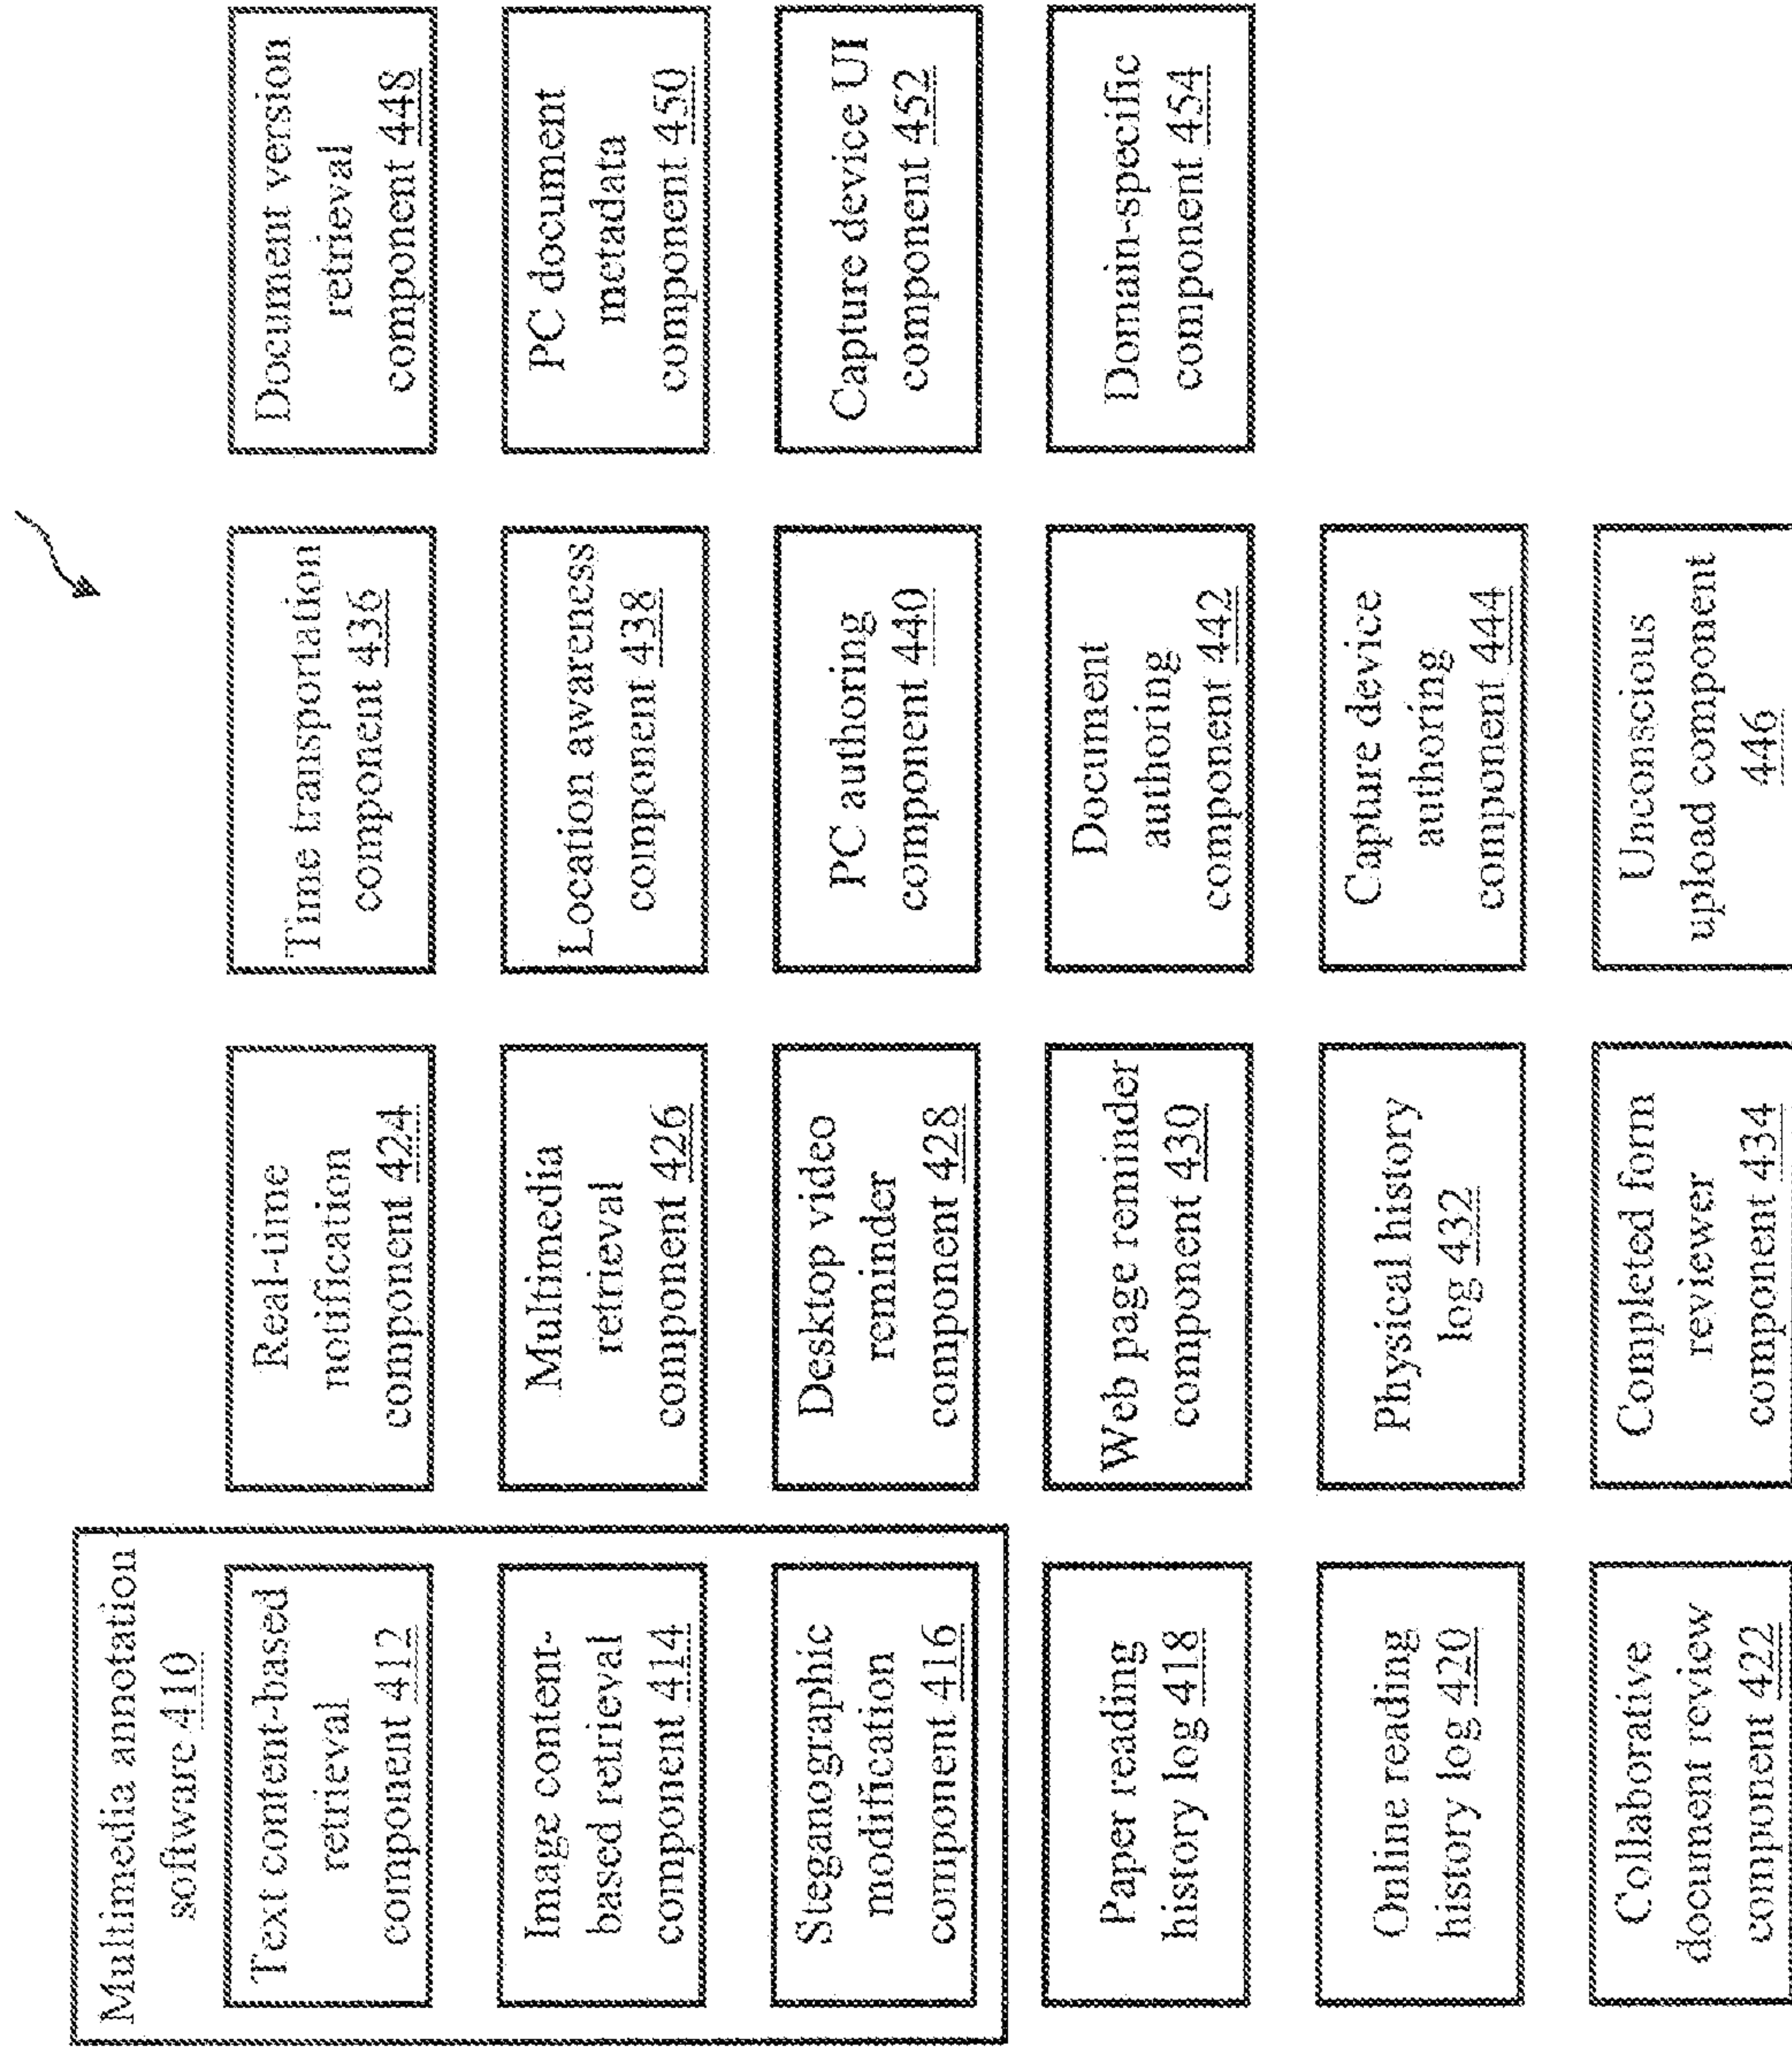 Multimedia annotation
software 410
Text content-based
retrieval
component 412
Image content-
based retrieval
component 414
Steganographic
modification
component 416
Paper reading
history log 418
Online reading
history log 420
Collaborative
document review
component 422
Real-time
notification
component 424
Multimedia
retrieval
component 426
Desktop video
reminder
component 428
Web page reminder
component 430
Physical history
log 432
Completed form
reviewer
component 434
Time transportation
component 436
Location awareness
component 438
PC authoring
component 440
Document
authoring
component 442
Capture device
authoring
component 444
Unconscious
upload component
446
Document version
retrieval
component 448
PC document
metadata
component 450
Capture device UI
component 452
Domain-specific
component 454